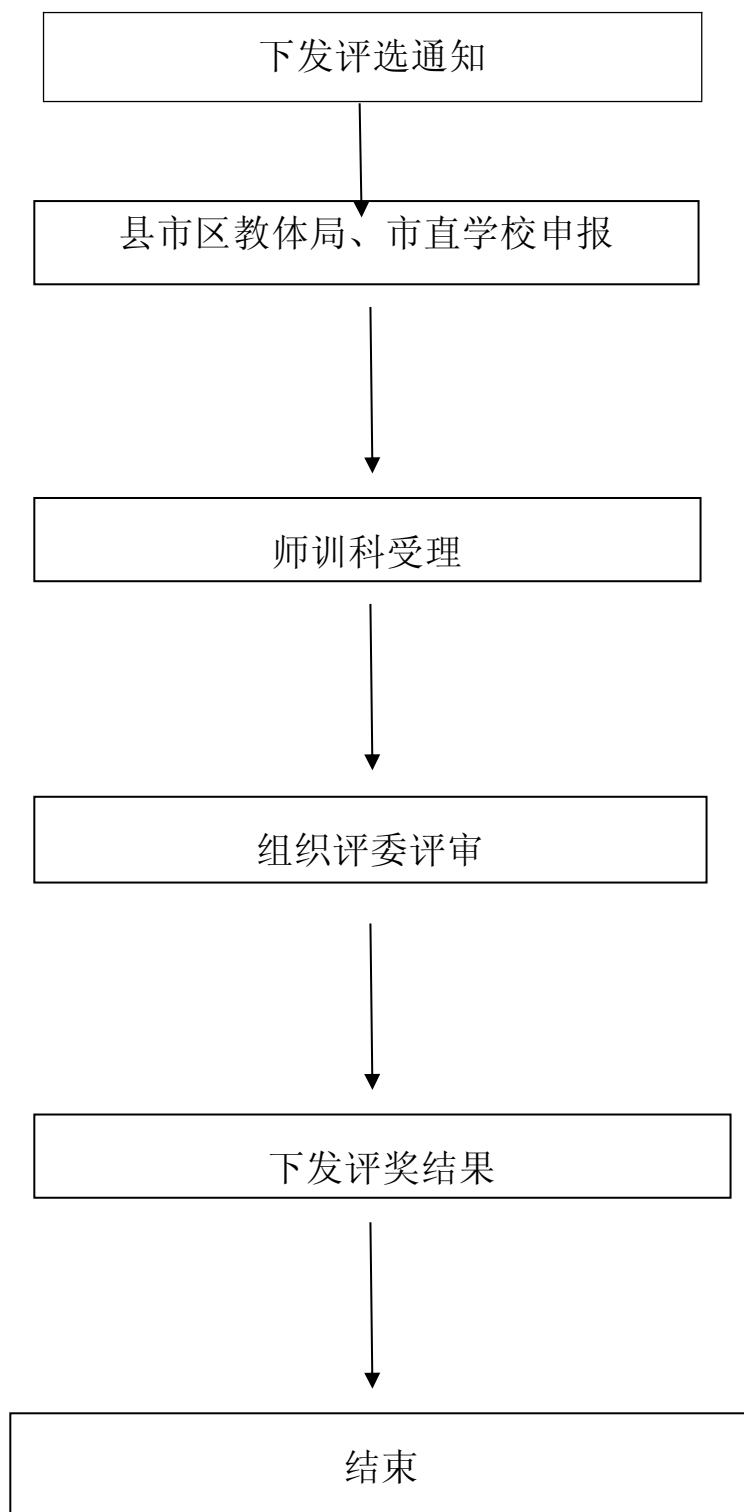 下发评选通知
县市区教体局、市直学校申报
师训科受理
组织评委评审
下发评奖结果
结束